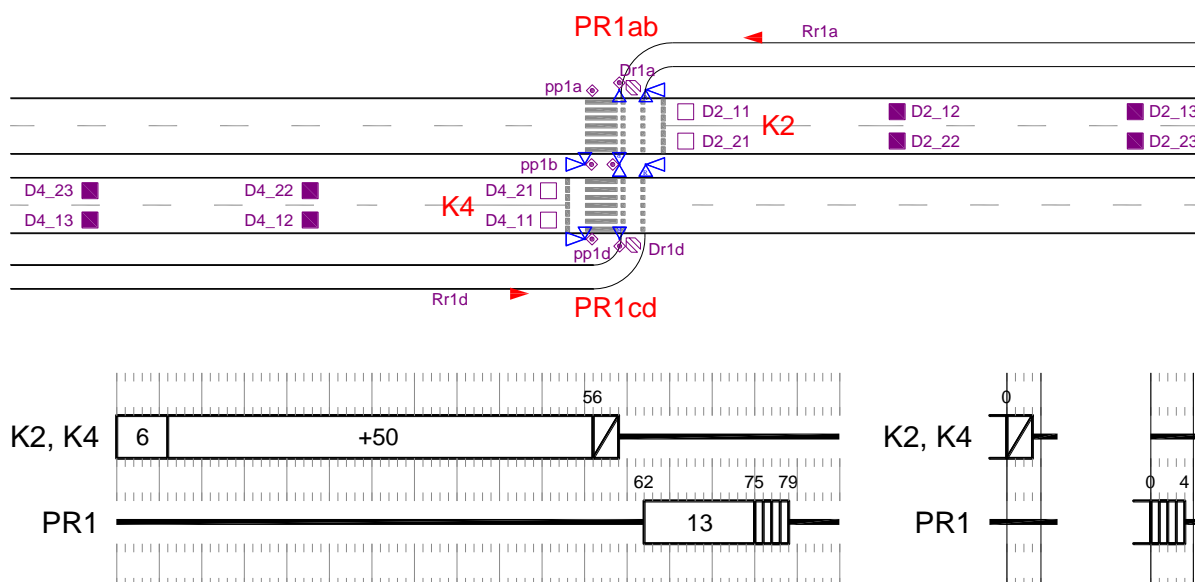 PR1ab
Rr1a
Dr1a
pp1a
D2_11 K2 D2_12 D2_13
D2_21 D2_22 D2_23
pp1b
D4_23 D4_22 D4_21
D4_13 D4_12 K4 D4_11
pp1d Dr1d
Rr1d PR1cd
56 0
K2, K4 6 +50 K2, K4
62 75 79 0 4
PR1 13 PR1